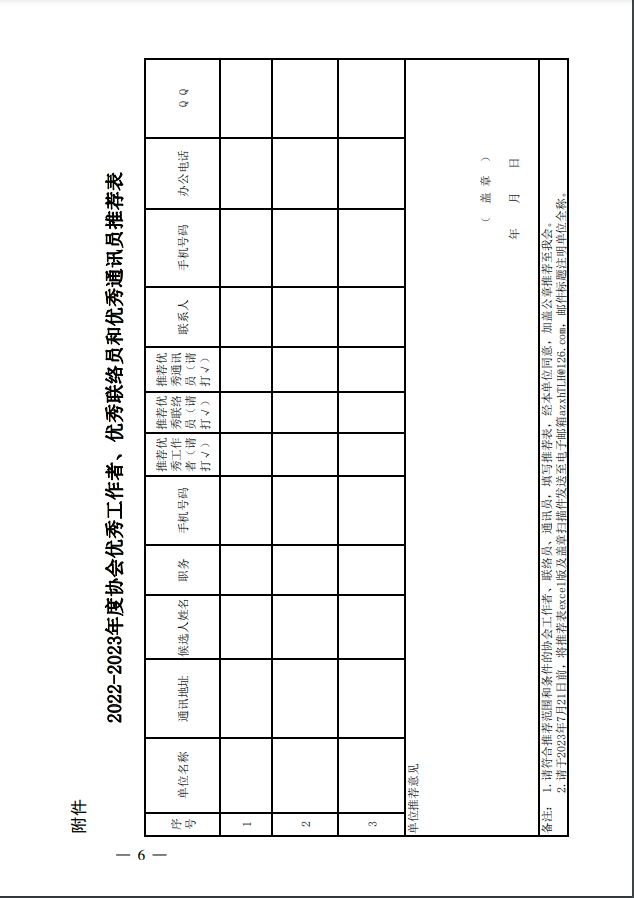 附件
2022-2023年度协会优秀工作者、优秀联络员和优秀通讯员推荐表
序号 单位名称 通讯地址 候选人姓名 职务 手机号码 推荐优秀工作者（请打√） 推荐优秀联络员（请打√） 推荐优秀通讯员（请打√） 联系人 手机号码 办公电话 QQ
1
2
3
单位推荐意见
（ 盖 章 ）
年 月 日
备注： 1.请符合推荐范围和条件的协会工作者、联络员、通讯员，填写推荐表，经本单位同意，加盖公章推荐至我会。
2.请于2023年7月21日前，将推荐表excel版及盖章扫描件发送至电子邮箱azxhTLH@126.com，邮件标题注明单位全称。
— 6 —